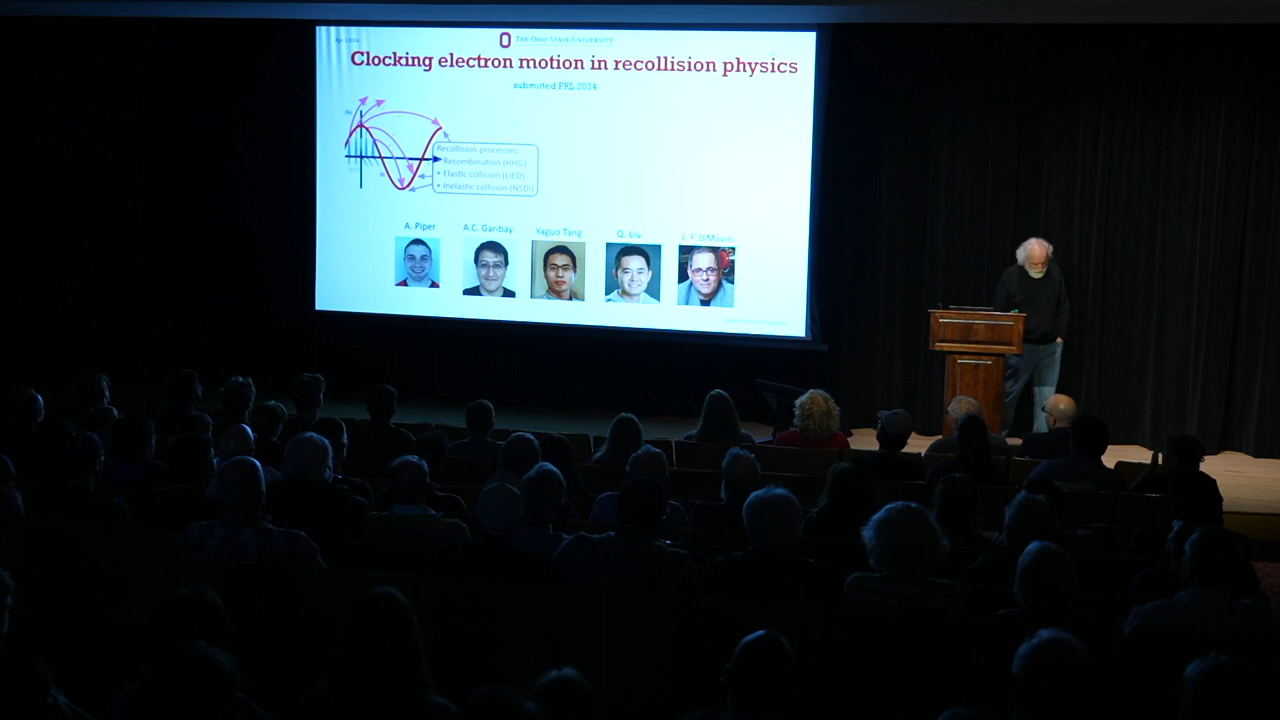 THE OHIO STATE UNIVERSITY
Clocking electron motion in recollision physics
submitted PRL 2024
Recollision processes:
Recombination (HHG)
• Elastic collision (LIED)
• Inelastic collision (NSDI)
A. Piper
A.C. Garibay
Yaguo Tang
Q. Liu
L. F. DiMauro